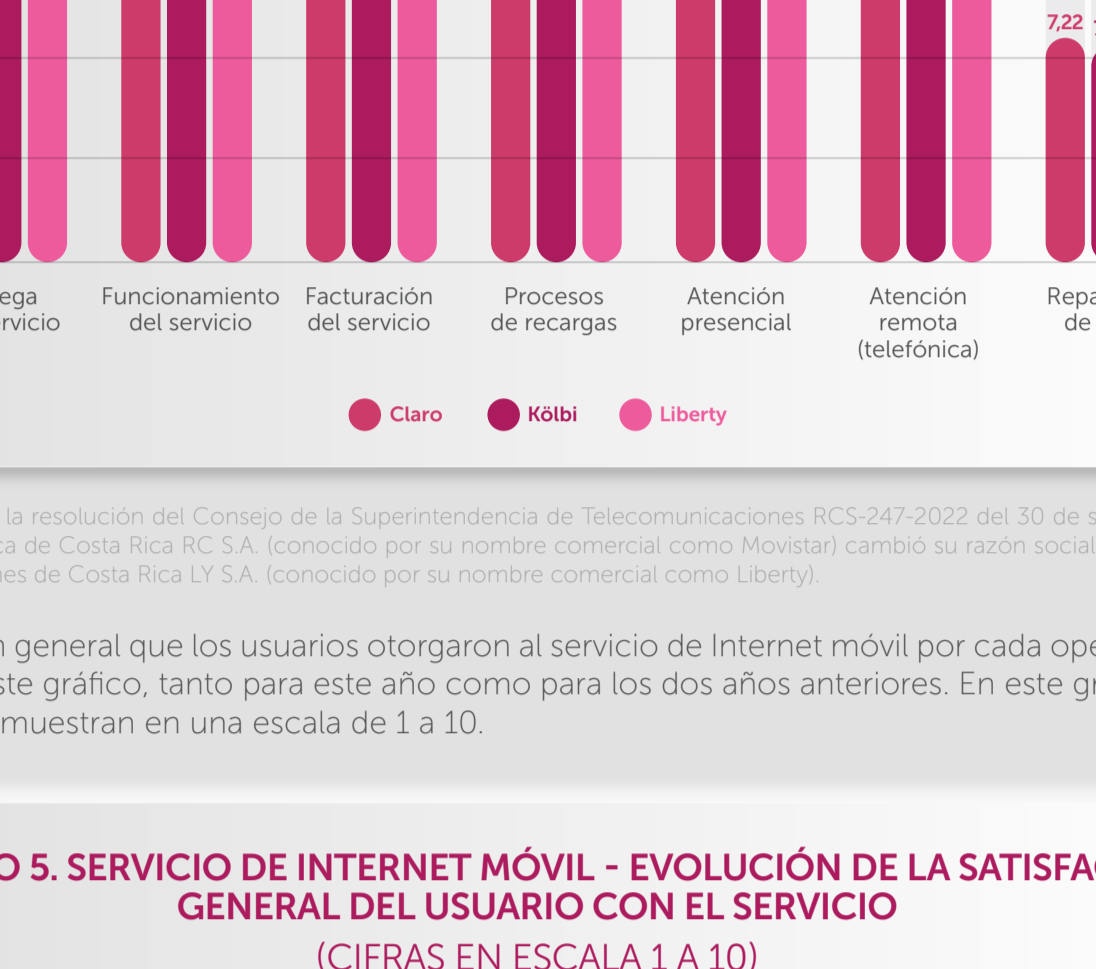 7,22
ega Funcionamiento Facturación Procesos Atención Atención Repa
rvicio del servicio del servicio de recargas presencial remota de
(telefónica)
Claro Kölbi Liberty
la resolución del Consejo de la Superintendencia de Telecomunicaciones RCS-247-2022 del 30 de s
ca de Costa Rica RC S.A. (conocido por su nombre comercial como Movistar) cambió su razón social
nes de Costa Rica LY S.A. (conocido por su nombre comercial como Liberty).
n general que los usuarios otorgaron al servicio de Internet móvil por cada ope
ste gráfico, tanto para este año como para los dos años anteriores. En este gr
muestran en una escala de 1 a 10.
O 5. SERVICIO DE INTERNET MÓVIL - EVOLUCIÓN DE LA SATISFAC
GENERAL DEL USUARIO CON EL SERVICIO
(CIFRAS EN ESCALA 1 A 10)